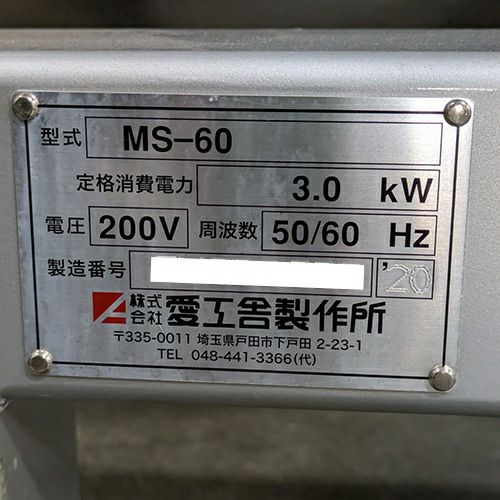 型式 MS-60
定格消費電力 3.0 kW
電圧 200V 周波数 50/60 Hz
製造番号 '20
株式会社 愛工舎製作所
〒335-0011 埼玉県戸田市下戸田 2-23-1
TEL 048-441-3366(代)